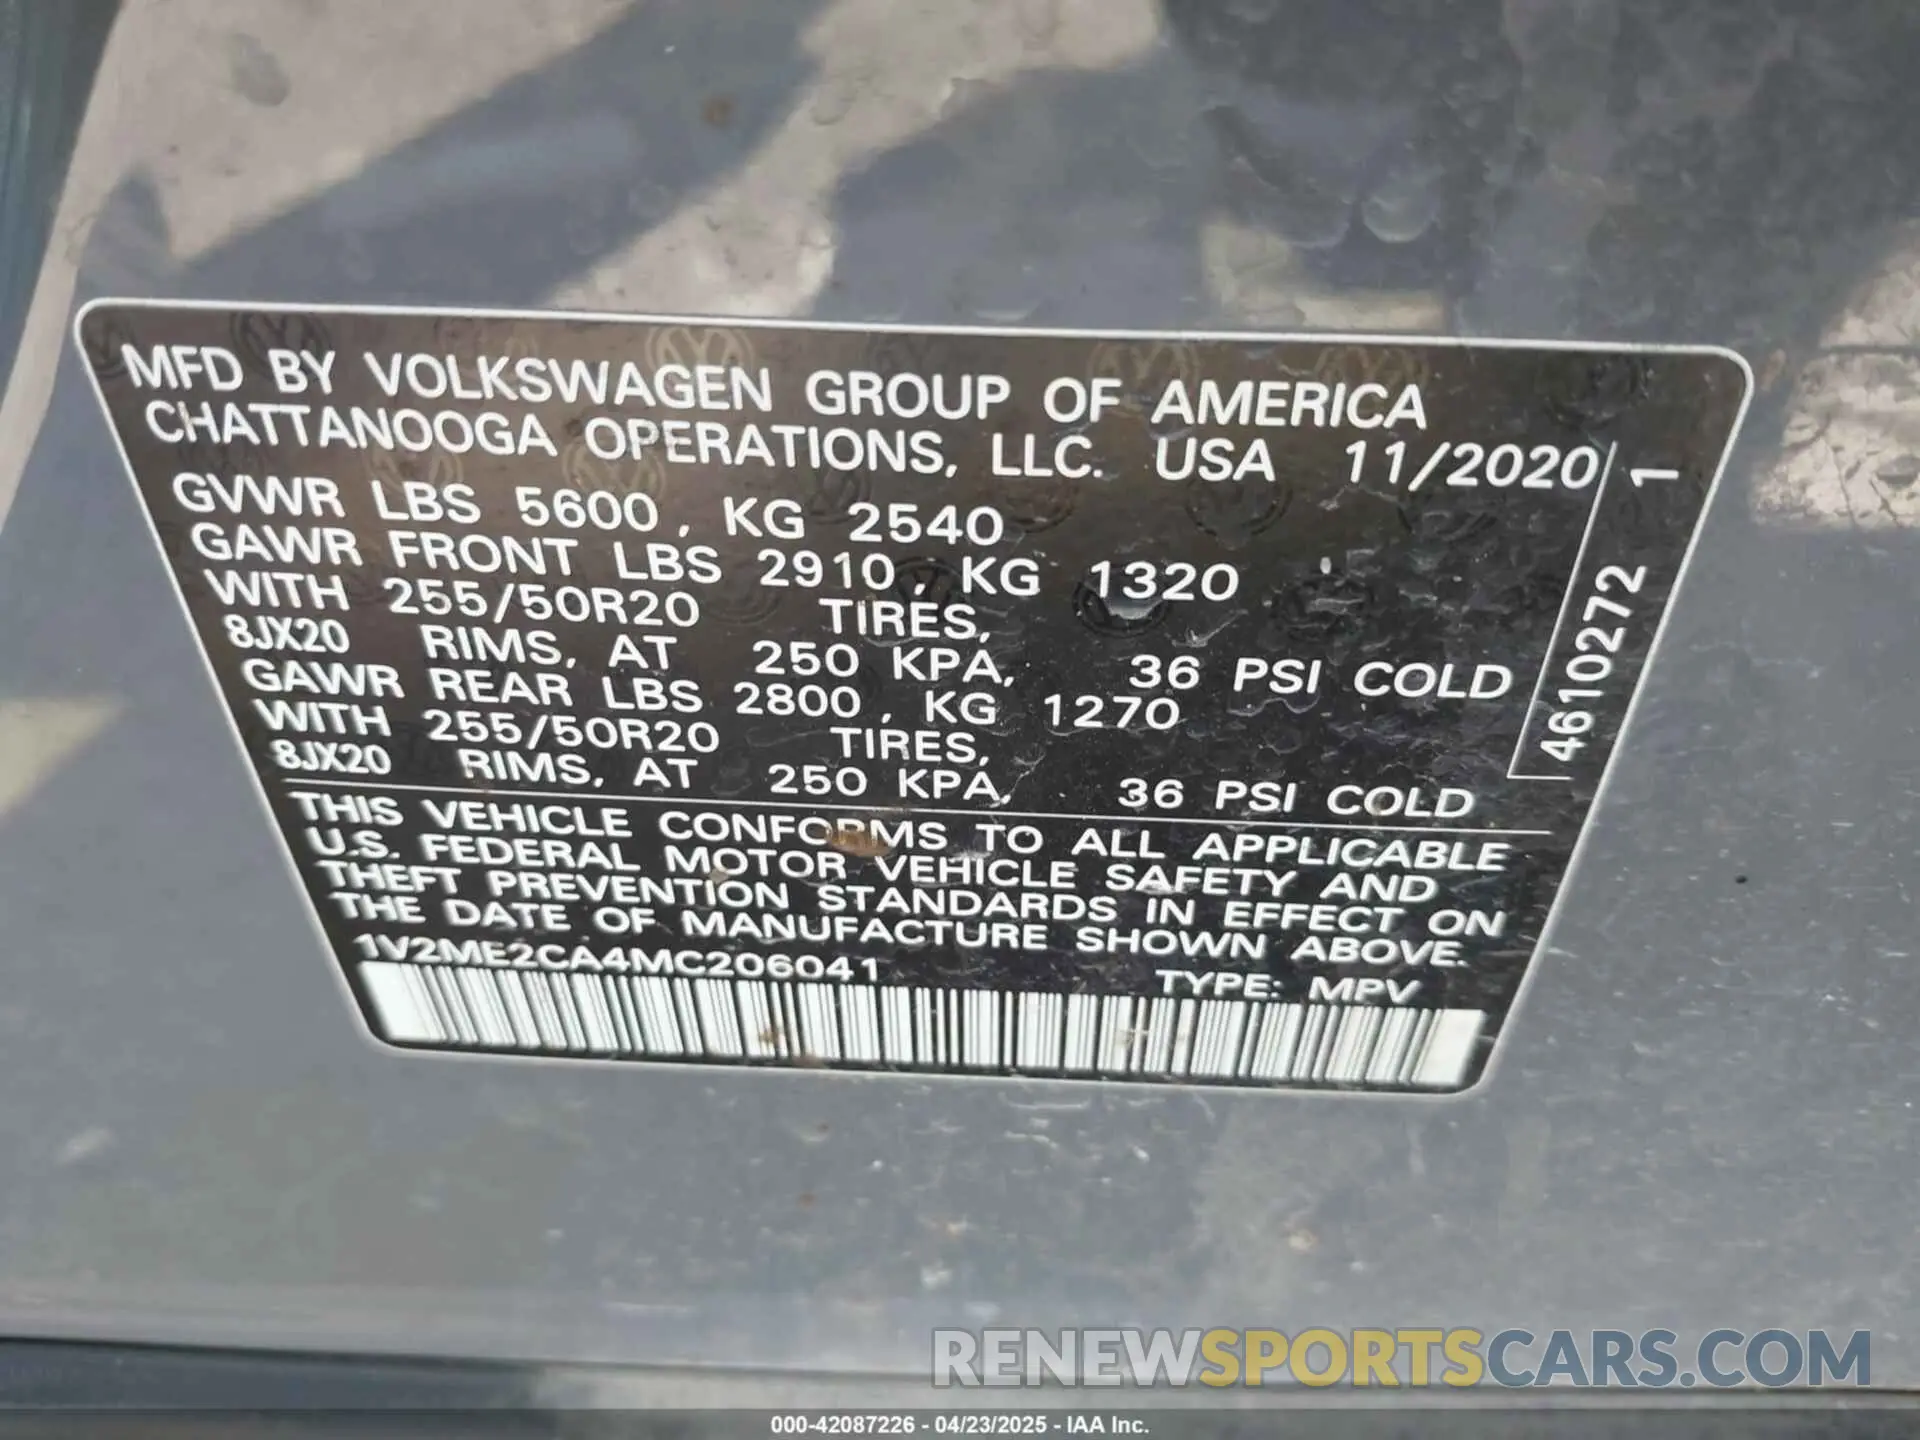 MFD BY VOLKSWAGEN GROUP OF AMERICA
CHATTANOOGA OPERATIONS, LLC. USA 11/2020
GVWR LBS 5600, KG 2540
GAWR FRONT LBS 2910, KG 1320
WITH 255/50R20 TIRES,
8JX20 RIMS, AT 250 KPA, 36 PSI COLD
GAWR REAR LBS 2800, KG 1270
WITH 255/50R20 TIRES,
8JX20 RIMS, AT 250 KPA, 36 PSI COLD
4610272 1
THIS VEHICLE CONFORMS TO ALL APPLICABLE
U.S. FEDERAL MOTOR VEHICLE SAFETY AND
THEFT PREVENTION STANDARDS IN EFFECT ON
THE DATE OF MANUFACTURE SHOWN ABOVE.
1V2ME2CA4MC206041 TYPE: MPV
RENEWSPORTSCARS.COM
000-42087226 - 04/23/2025 - IAA Inc.